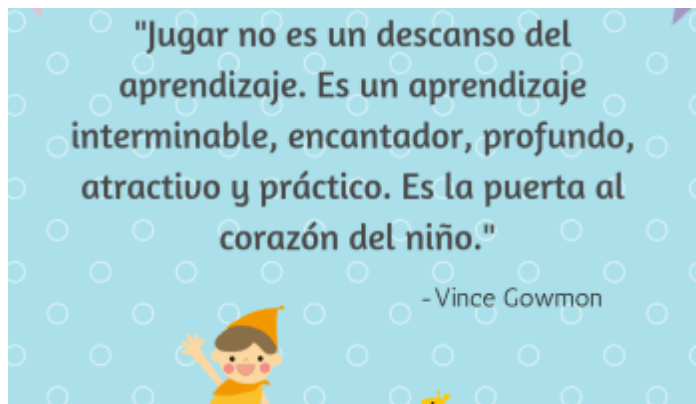 "Jugar no es un descanso del
aprendizaje. Es un aprendizaje
interminable, encantador, profundo,
atractivo y práctico. Es la puerta al
corazón del niño."
- Vince Gowmon